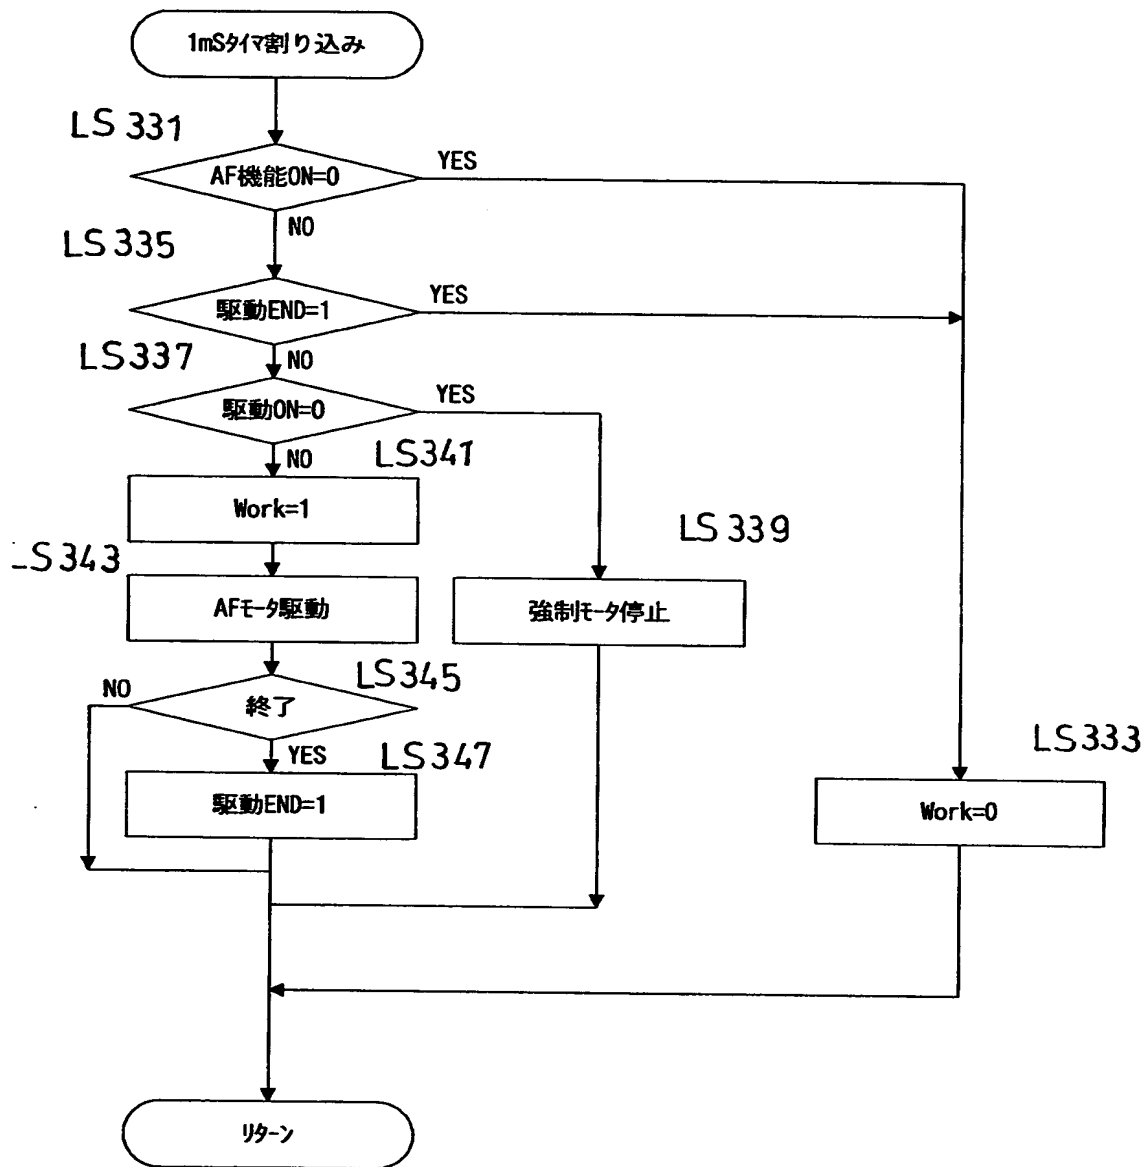 1mSタイマ割り込み
LS 331
AF機能ON=0
YES
NO
LS 335
駆動END=1
YES
LS337
NO
駆動ON=0
YES
NO
LS341
Work=1
LS 339
LS343
AFモータ駆動
強制モータ停止
LS345
NO
終了
YES
LS347
LS333
駆動END=1
Work=0
リターン